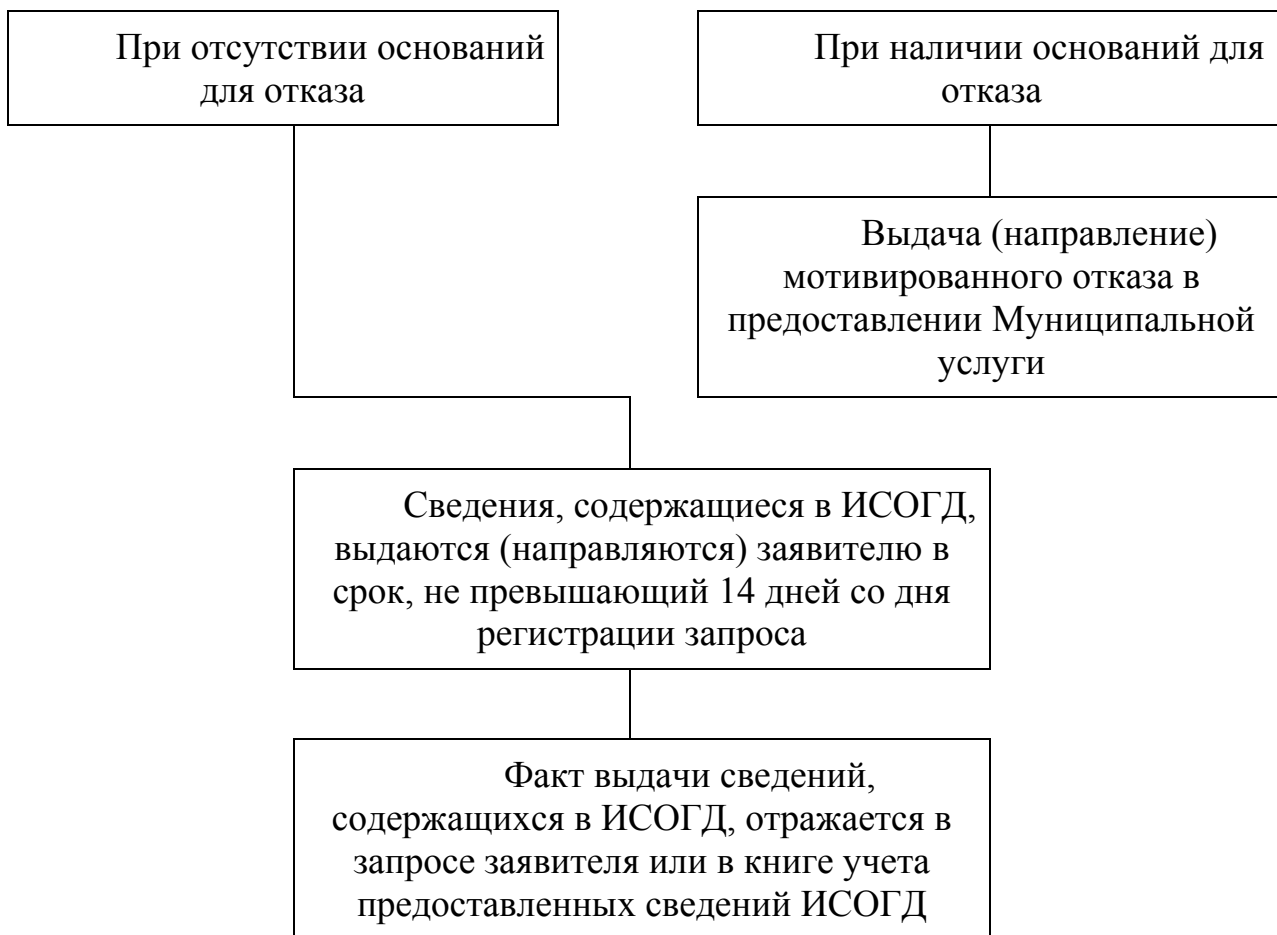 При отсутствии оснований
для отказа
При наличии оснований для
отказа
Выдача (направление)
мотивированного отказа в
предоставлении Муниципальной
услуги
Сведения, содержащиеся в ИСОГД,
выдаются (направляются) заявителю в
срок, не превышающий 14 дней со дня
регистрации запроса
Факт выдачи сведений,
содержащихся в ИСОГД, отражается в
запросе заявителя или в книге учета
предоставленных сведений ИСОГД